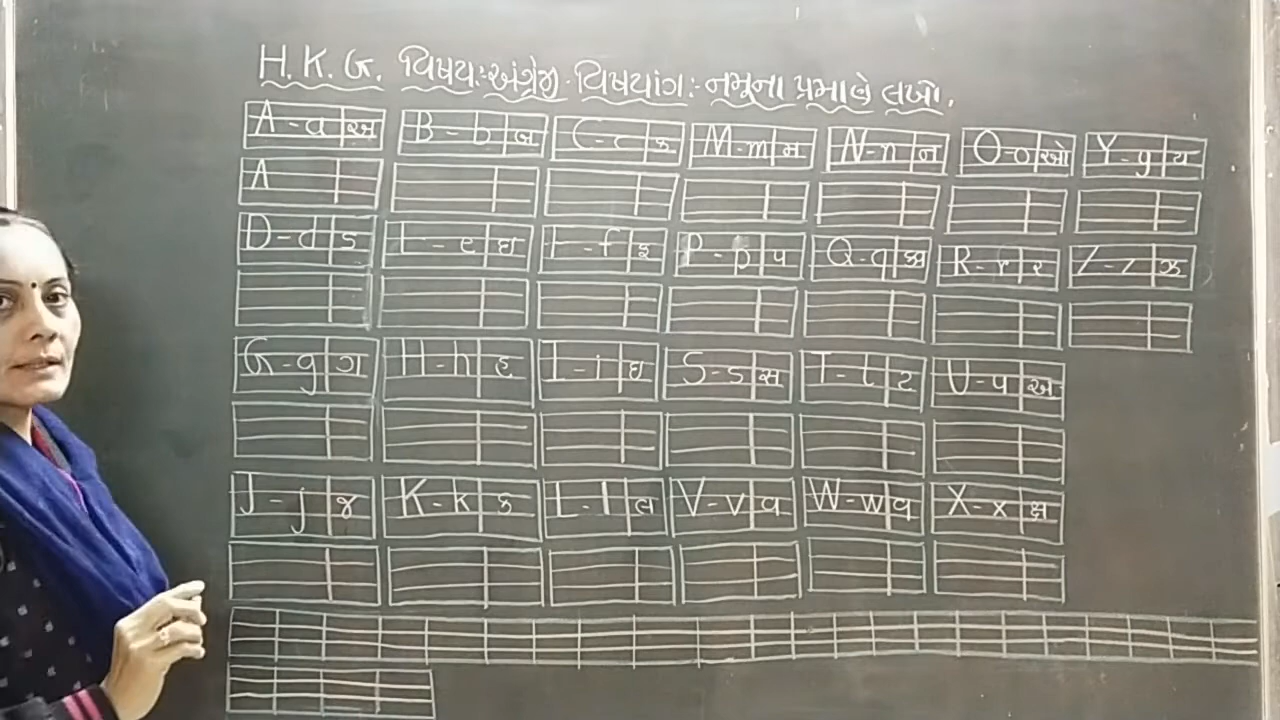 H. K. G. વિષય:-અંગ્રેજી. વિષયાંગ:- નમૂના પ્રમાણે લખો.
A - a અ B - b બ C - c ક M - m મ N - n ન O - o ઓ Y - y ય
A
D - d ડ E - e ઇ F - f ફ P - p પ Q - q ક્વ R - r ર Z - z ઝ
G - g ગ H - h હ I - i ઇ S - s સ T - t ટ U - u અ
J - j જ K - k ક L - l લ V - v વ W - w વ X - x ક્ષ